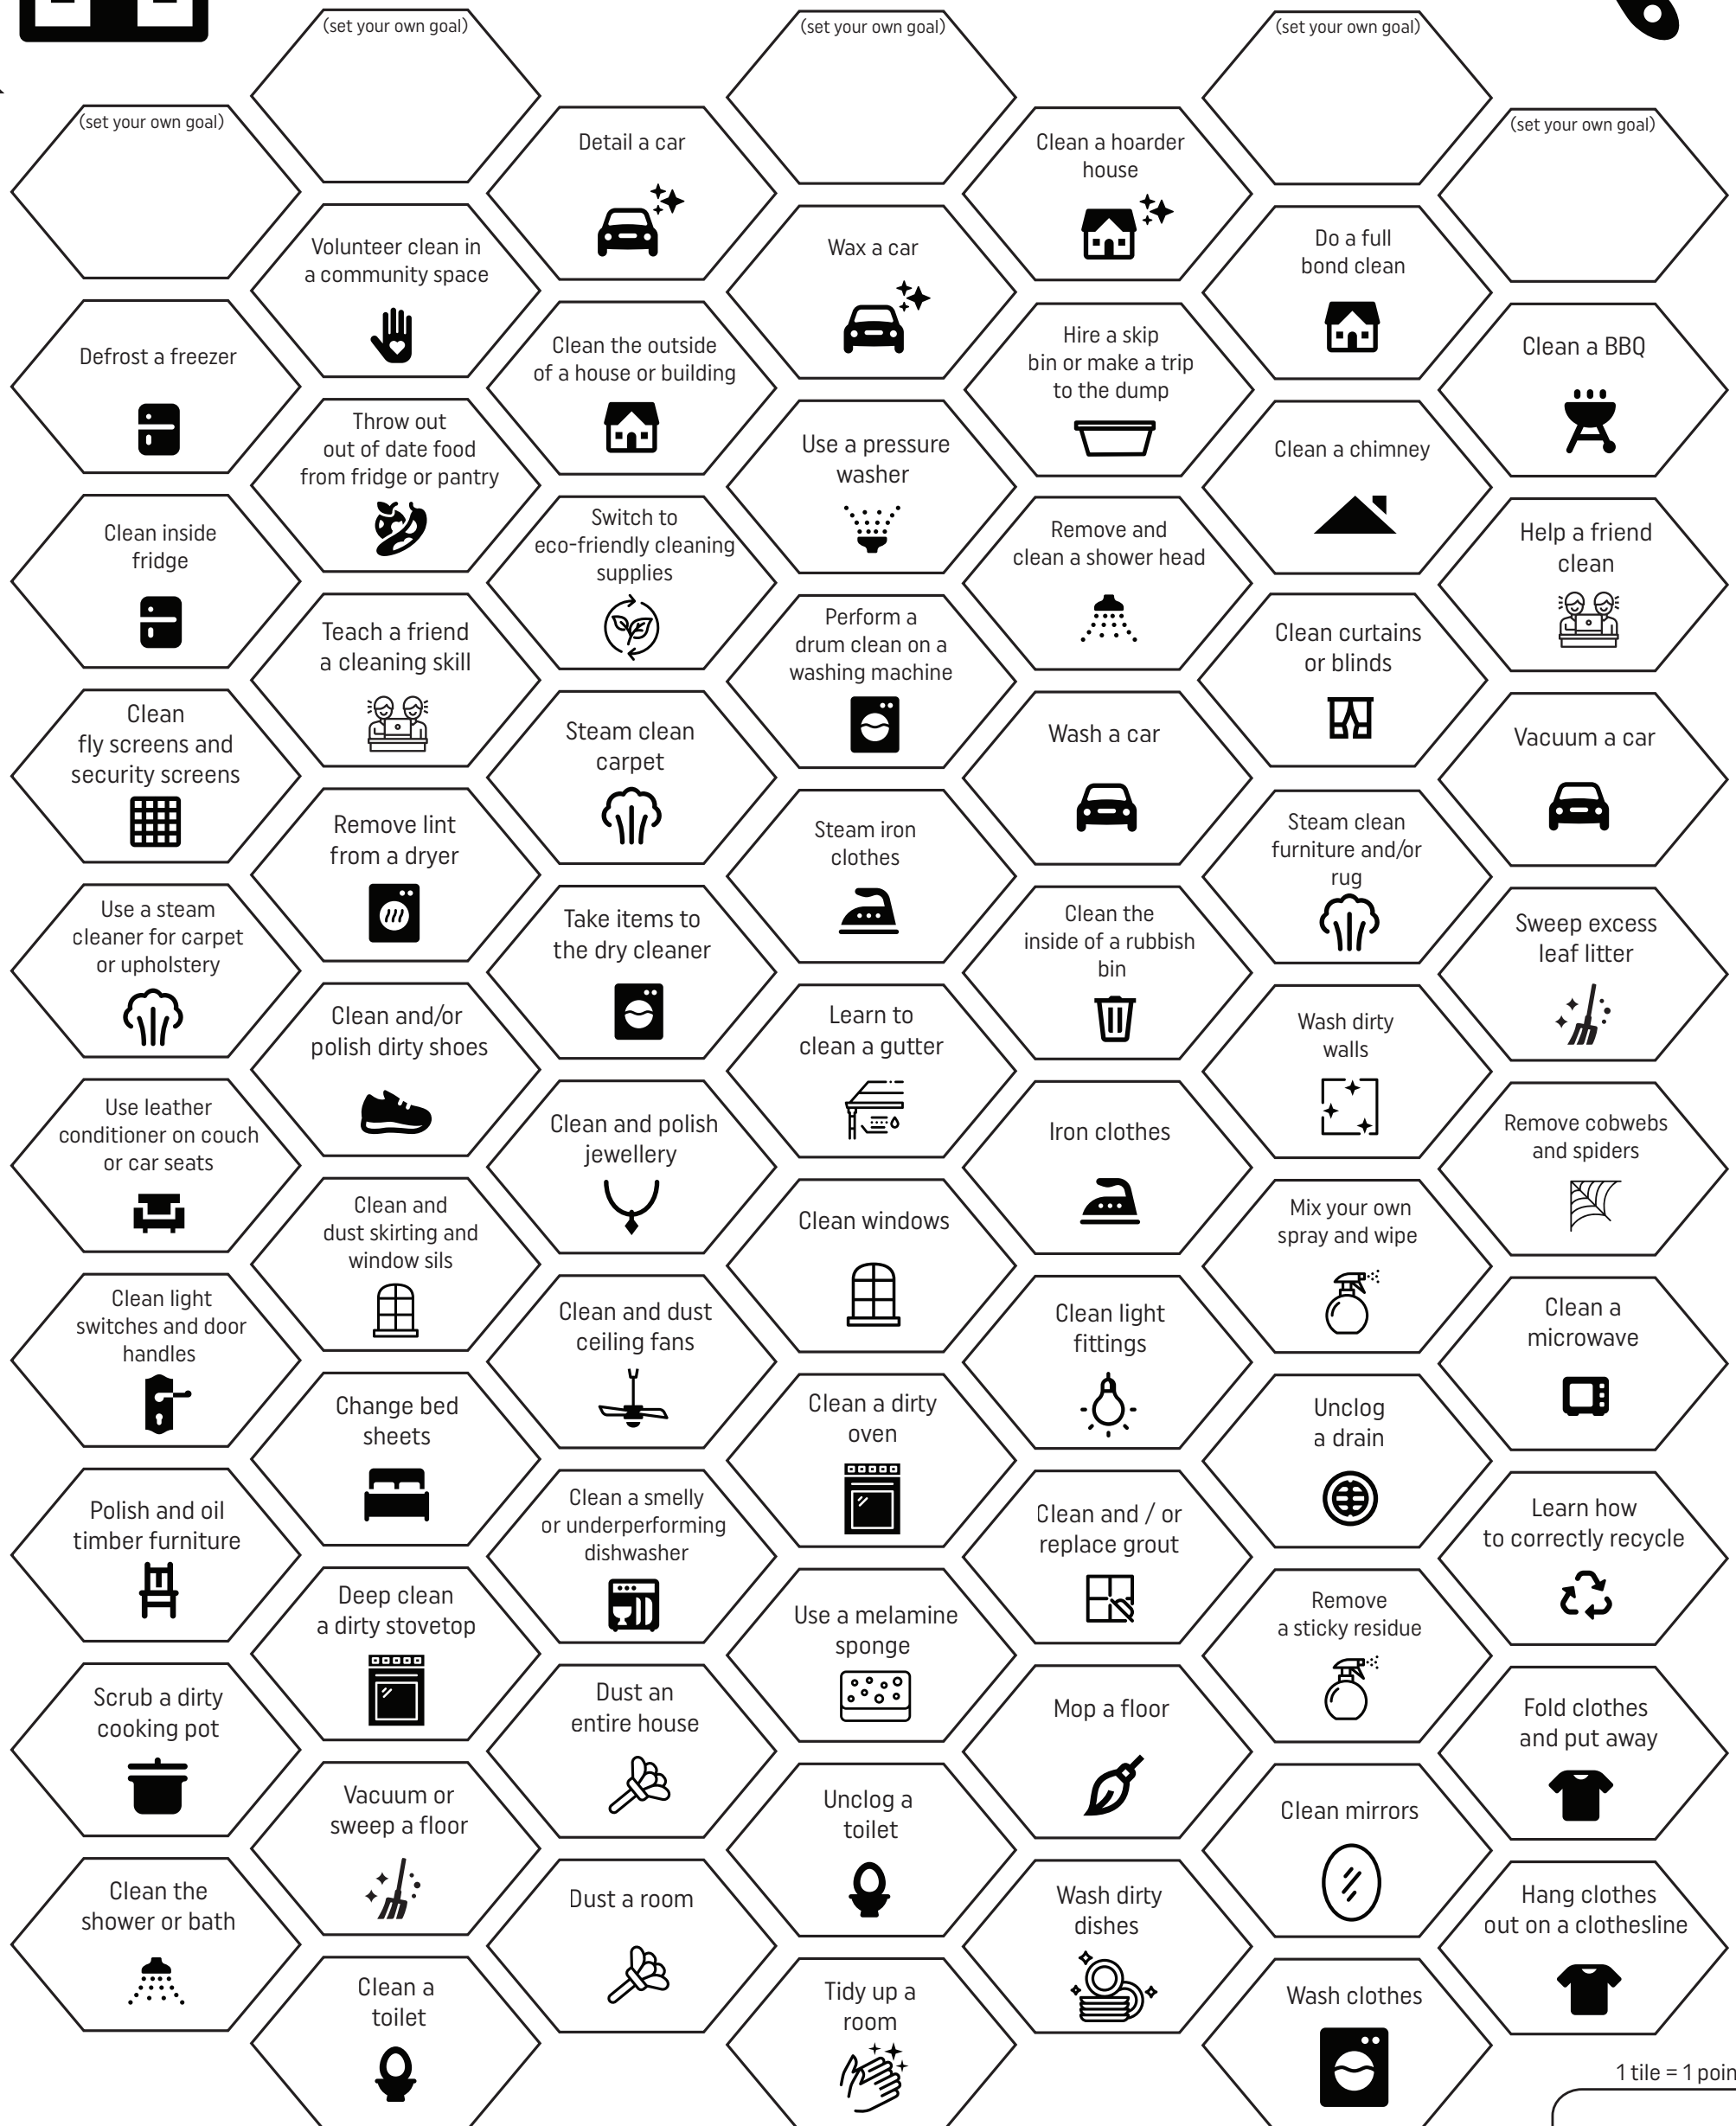 (set your own goal)
(set your own goal)
(set your own goal)
(set your own goal)
(set your own goal)
Detail a car
Clean a hoarder
house
Volunteer clean in
a community space
Wax a car
Do a full
bond clean
Defrost a freezer
Clean the outside
of a house or building
Hire a skip
bin or make a trip
to the dump
Clean a BBQ
Throw out
out of date food
from fridge or pantry
Use a pressure
washer
Clean a chimney
Clean inside
fridge
Switch to
eco-friendly cleaning
supplies
Remove and
clean a shower head
Help a friend
clean
Teach a friend
a cleaning skill
Perform a
drum clean on a
washing machine
Clean curtains
or blinds
Clean
fly screens and
security screens
Steam clean
carpet
Wash a car
Vacuum a car
Remove lint
from a dryer
Steam iron
clothes
Steam clean
furniture and/or
rug
Use a steam
cleaner for carpet
or upholstery
Take items to
the dry cleaner
Clean the
inside of a rubbish
bin
Sweep excess
leaf litter
Clean and/or
polish dirty shoes
Learn to
clean a gutter
Wash dirty
walls
Use leather
conditioner on couch
or car seats
Clean and polish
jewellery
Iron clothes
Remove cobwebs
and spiders
Clean and
dust skirting and
window sils
Clean windows
Mix your own
spray and wipe
Clean light
switches and door
handles
Clean and dust
ceiling fans
Clean light
fittings
Clean a
microwave
Change bed
sheets
Clean a dirty
oven
Unclog
a drain
Polish and oil
timber furniture
Clean a smelly
or underperforming
dishwasher
Clean and / or
replace grout
Learn how
to correctly recycle
Deep clean
a dirty stovetop
Use a melamine
sponge
Remove
a sticky residue
Scrub a dirty
cooking pot
Dust an
entire house
Mop a floor
Fold clothes
and put away
Vacuum or
sweep a floor
Unclog a
toilet
Clean mirrors
Clean the
shower or bath
Dust a room
Wash dirty
dishes
Hang clothes
out on a clothesline
Clean a
toilet
Tidy up a
room
Wash clothes
1 tile = 1 poin